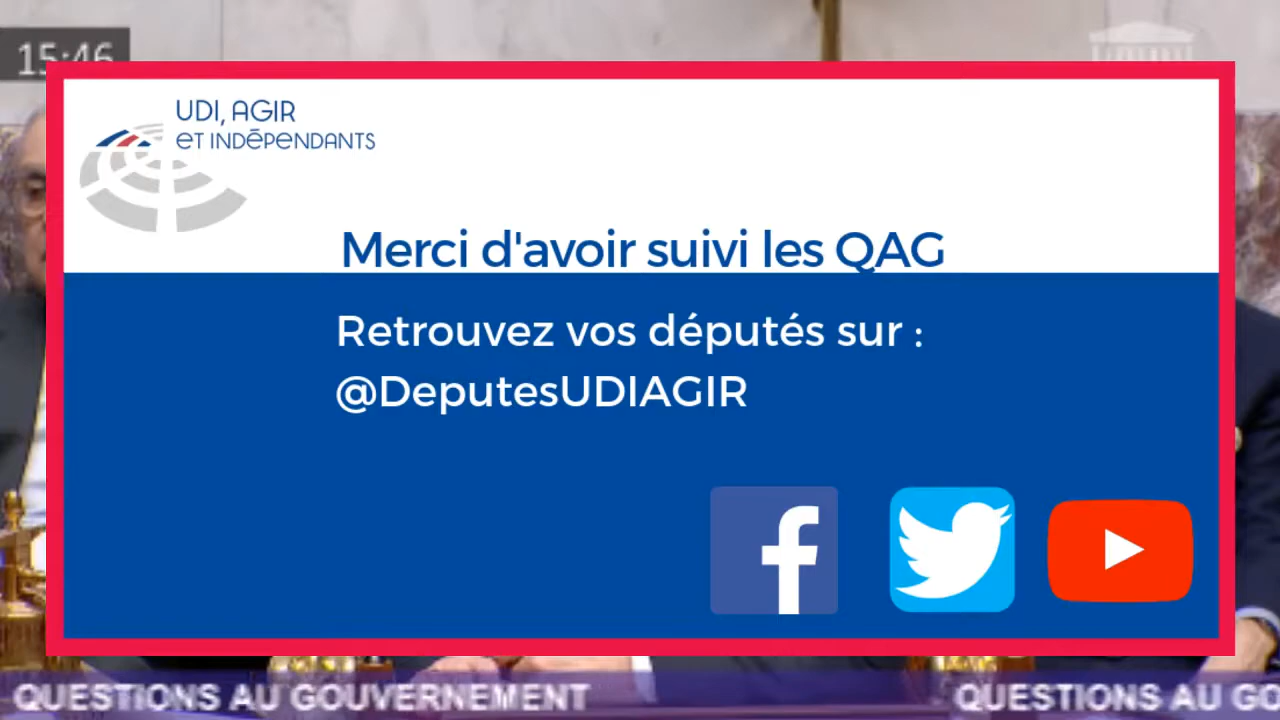 15:46
UDI, AGIR
ET INDÉPENDANTS
Merci d'avoir suivi les QAG
Retrouvez vos députés sur :
@DeputesUDIAGIR
QUESTIONS AU GOUVERNEMENT
QUESTIONS AU GO